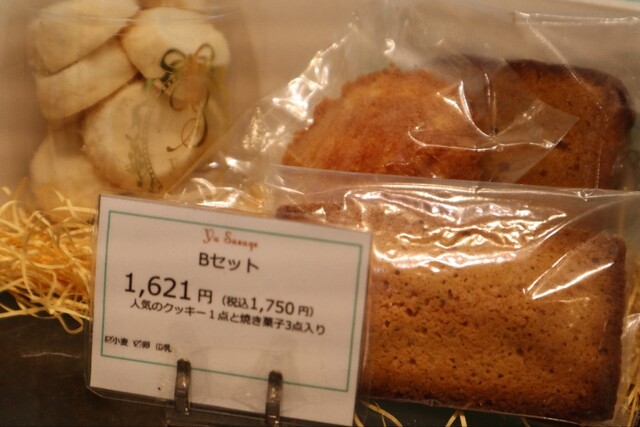 Yu Sasage
Bセット
1,621円（税込1,750円）
人気のクッキー１点と焼き菓子3点入り
☑小麦 ☑卵 ☑乳